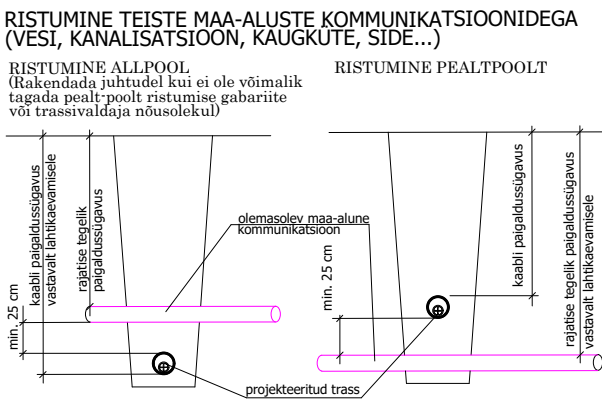 RISTUMINE TEISTE MAA-ALUSTE KOMMUNIKATSIOONIDEGA
(VESI, KANALISATSIOON, KAUGKÜTE, SIDE...)
RISTUMINE ALLPOOL
(Rakendada juhtudel kui ei ole võimalik
tagada pealt-poolt ristumise gabariite
või trassivaldaja nõusolekul)
RISTUMINE PEALTPOOLT
min. 25 cm
kaabli paigaldussügavus
vastavalt lahtikaevamisele
rajatise tegelik
paigaldussügavus
olemasolev maa-alune
kommunikatsioon
projekteeritud trass
min. 25 cm
kaabli paigaldussügavus
rajatise tegelik paigaldussügavus
vastavalt lahtikaevamisele